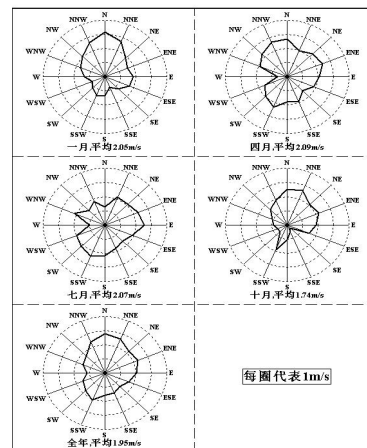 N
NNW NNE
NW NE
WNW ENE
W E
WSW ESE
SW SE
SSW SSE
S
一月,平均2.05m/s
N
NNW NNE
NW NE
WNW ENE
W E
WSW ESE
SW SE
SSW SSE
S
四月,平均2.09m/s
N
NNW NNE
NW NE
WNW ENE
W E
WSW ESE
SW SE
SSW SSE
S
七月,平均2.07m/s
N
NNW NNE
NW NE
WNW ENE
W E
WSW ESE
SW SE
SSW SSE
S
十月,平均1.74m/s
N
NNW NNE
NW NE
WNW ENE
W E
WSW ESE
SW SE
SSW SSE
S
全年,平均1.95m/s
每圈代表1m/s